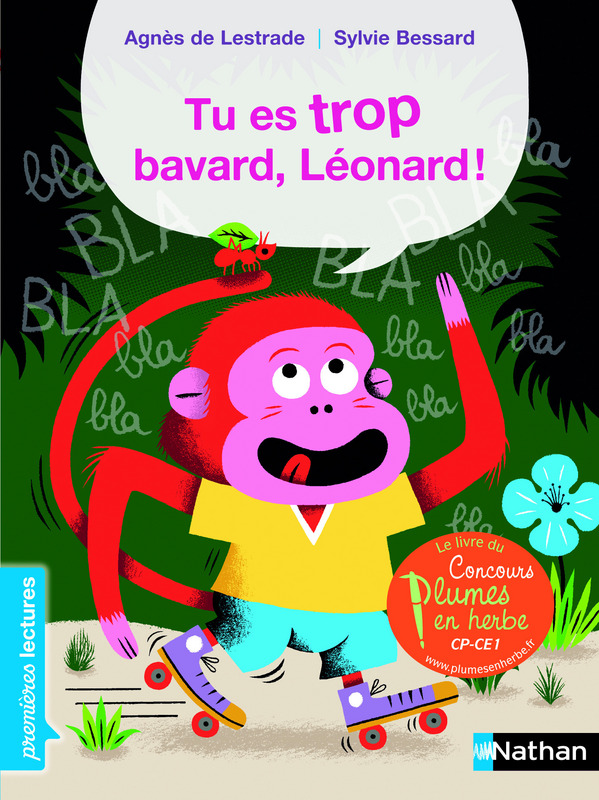 Agnès de Lestrade | Sylvie Bessard
Tu es trop
bavard, Léonard !
bla
BLA
BLA
BLA
BLA
bla
bla
bla
bla
bla
bla
bla
Le livre du
Concours
Plumes
en herbe
CP-CE1
www.plumesenherbe.fr
premières lectures
Nathan